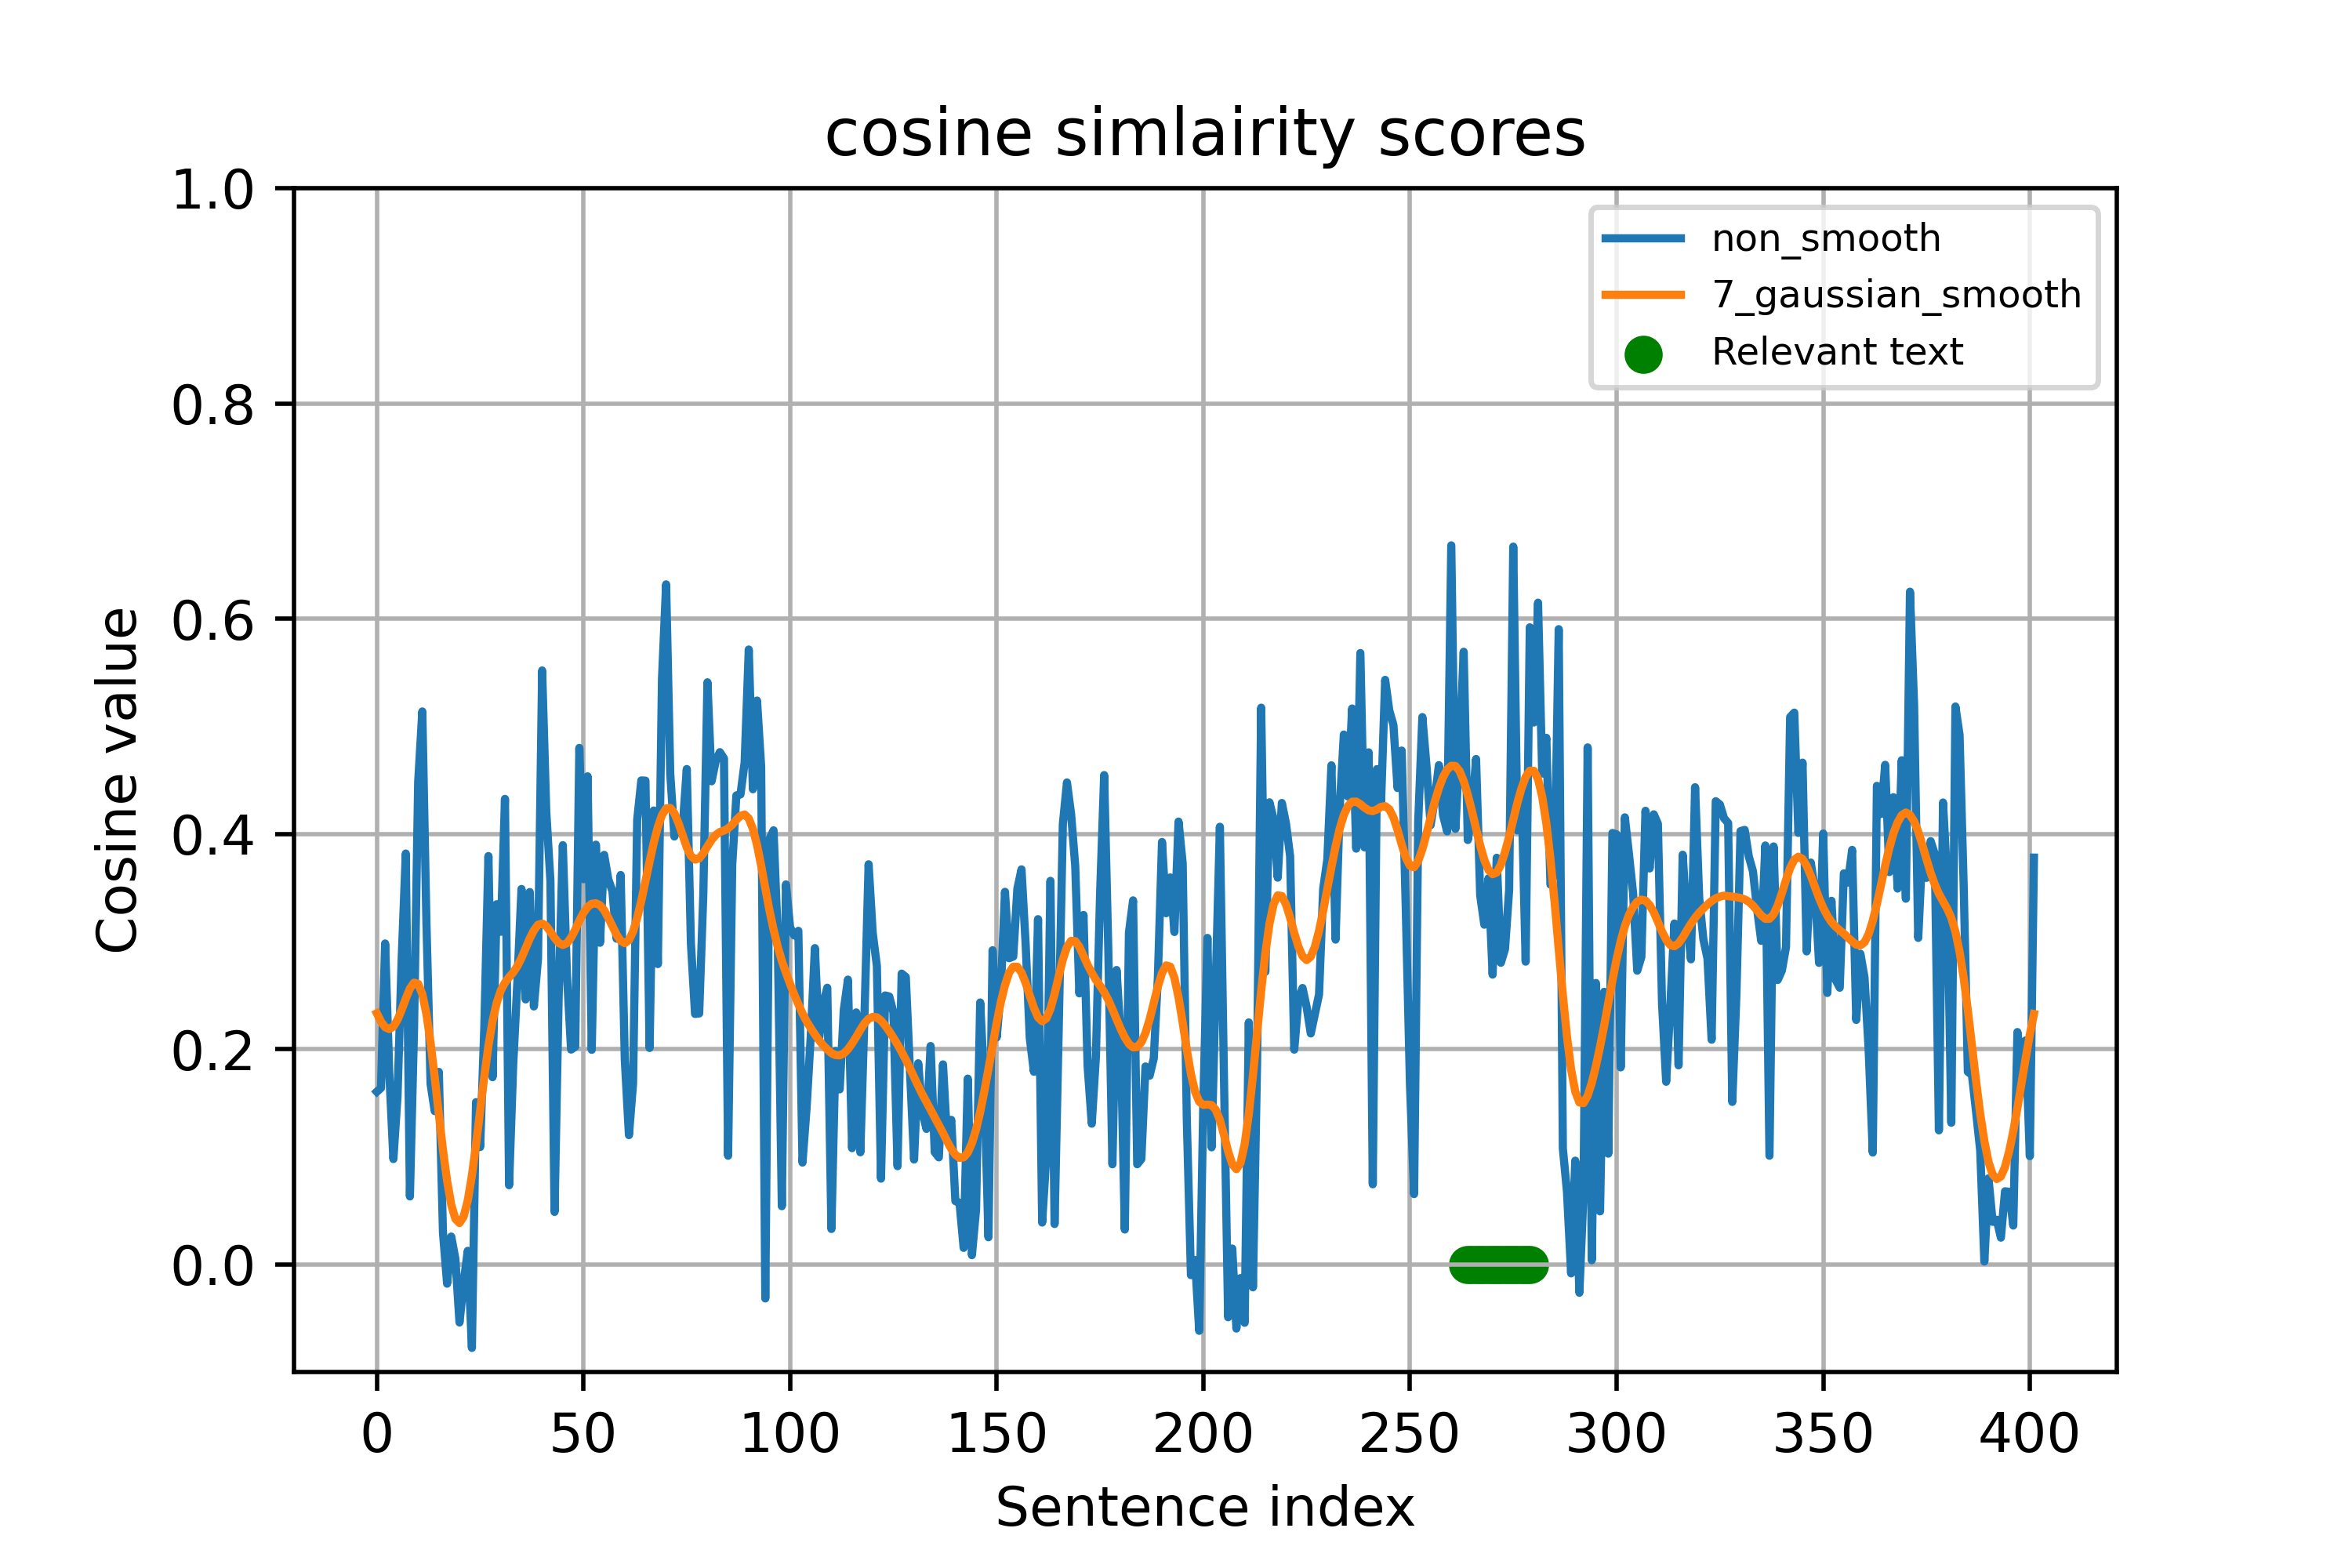 cosine simlairity scores
1.0
0.8
0.6
0.4
0.2
0.0
Cosine value
non_smooth
7_gaussian_smooth
Relevant text
0 50 100 150 200 250 300 350 400
Sentence index